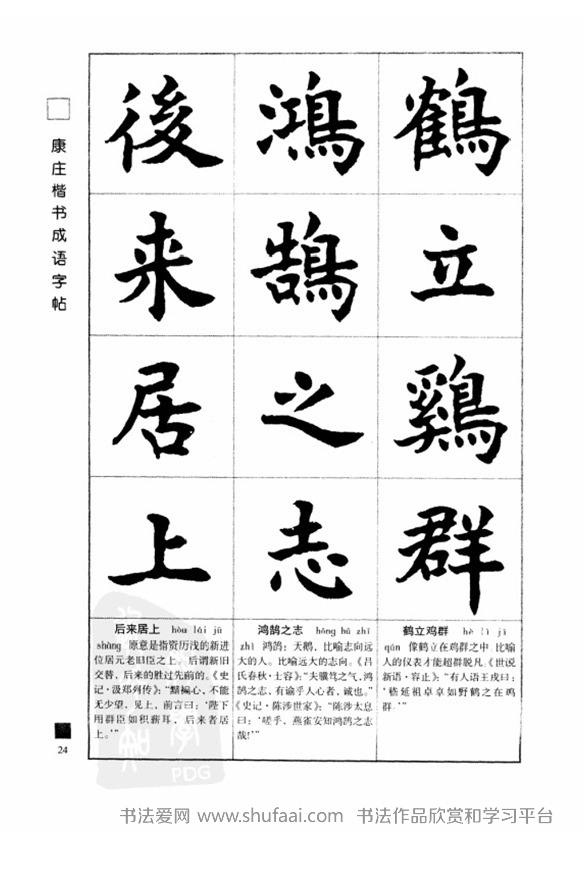 康庄楷书成语字帖
鹤立鷄群
鴻鵠之志
後来居上
后来居上 hòu lái jū
shàng 原意是指资历浅的新进
位居元老旧臣之上。后谓新旧
交替，后来的胜过先前的。《史
记·汲郑列传》：“黯褊心，不能
无少望，见上，前言曰：‘陛下
用群臣如积薪耳，后来者居
上。’”
鸿鹄之志 hóng hú zhī
zhì 鸿鹄：天鹅，比喻志向远
大的人。比喻远大的志向。《吕
氏春秋·士容》：“夫骥骜之气，鸿
鹄之志，有谕乎人心者，诚也。”
《史记·陈涉世家》：“陈涉太息
曰：‘嗟乎，燕雀安知鸿鹄之志
哉!’”
鹤立鸡群 hè lì jī
qún 像鹤立在鸡群之中。比喻
人的仪表才能超群脱凡。《世说
新语·容止》：“有人语王戎曰：
‘嵇延祖卓卓如野鹤之在鸡
群。’”
24
PDG
书法爱网 www.shufaai.com 书法作品欣赏和学习平台